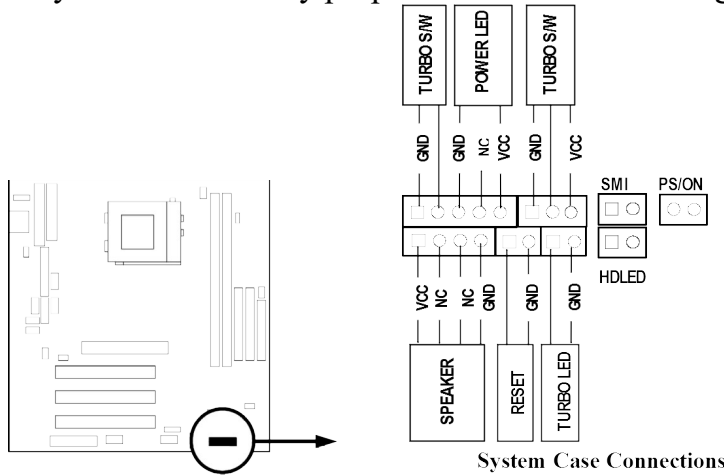 TURBO S/W
POWER LED
TURBO S/W
GND
GND
NC
VCC
GND
VCC
SMI
PS/ON
HDLED
VCC
NC
NC
GND
GND
GND
SPEAKER
RESET
TURBO LED
System Case Connections